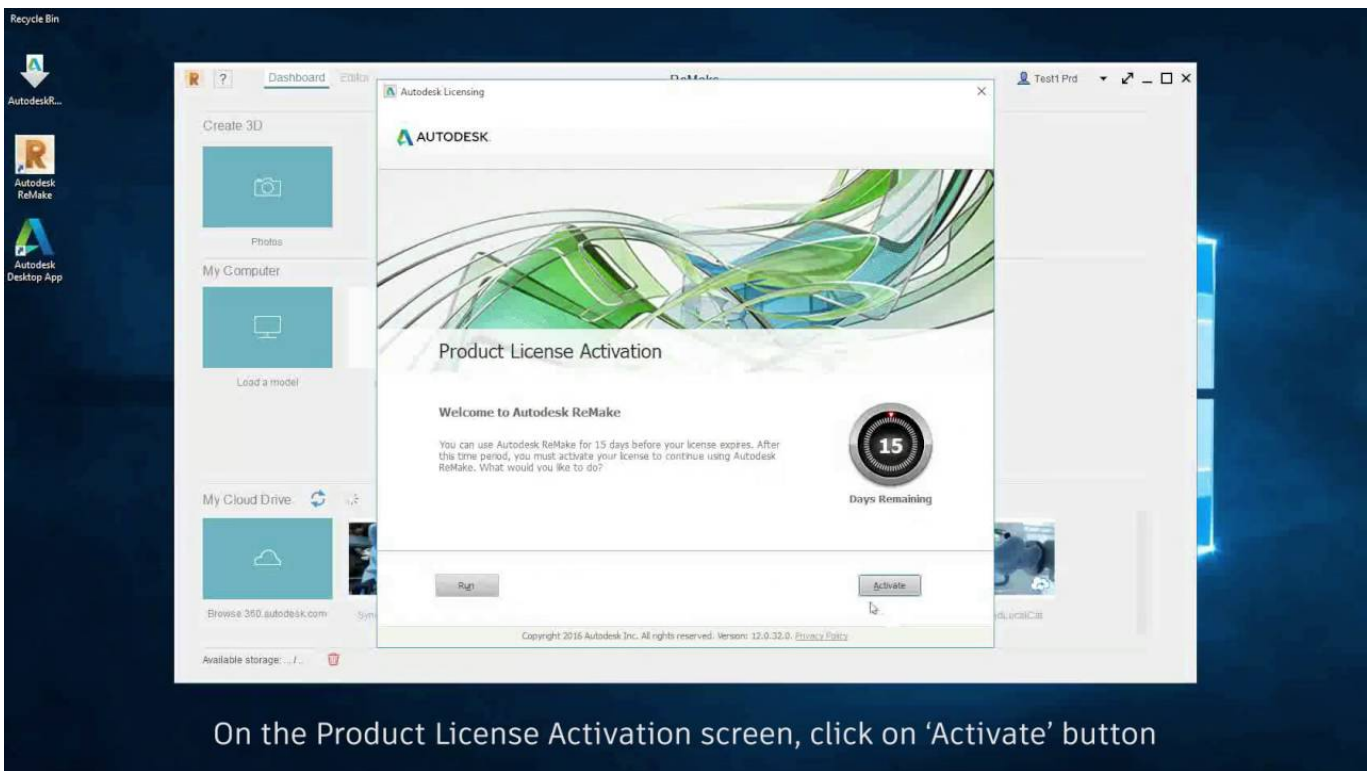 Recycle Bin
AutodeskR...
Autodesk
ReMake
Autodesk
Desktop App
R ? Dashboard Editor
ReMake
Test1 Prd
Create 3D
Photos
My Computer
Load a model
My Cloud Drive
Browse 360.autodesk.com
Available storage: .../...
Autodesk Licensing
AUTODESK.
Product License Activation
Welcome to Autodesk ReMake
You can use Autodesk ReMake for 15 days before your license expires. After
this time period, you must activate your license to continue using Autodesk
ReMake. What would you like to do?
15
Days Remaining
Run
Activate
Copyright 2016 Autodesk Inc. All rights reserved. Version: 12.0.32.0. Privacy Policy
On the Product License Activation screen, click on ‘Activate’ button